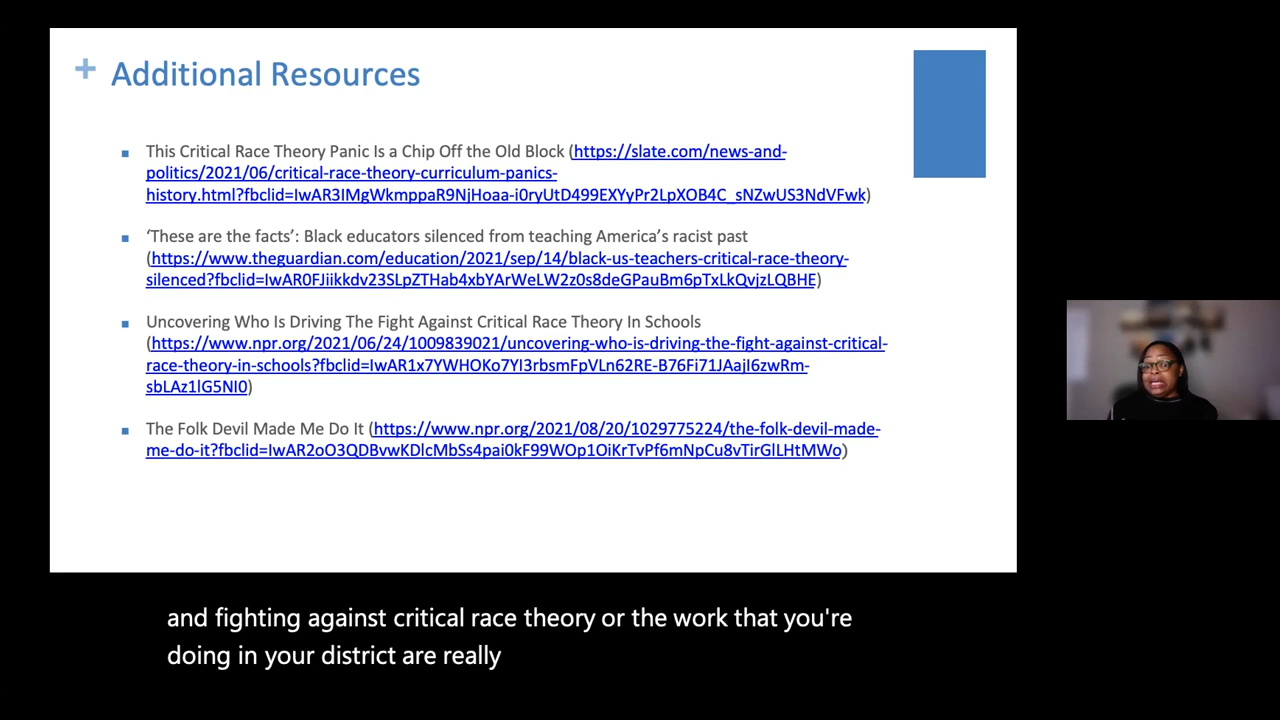 + Additional Resources
▪ This Critical Race Theory Panic Is a Chip Off the Old Block (https://slate.com/news-and-
politics/2021/06/critical-race-theory-curriculum-panics-
history.html?fbclid=IwAR3IMgWkmppaR9NjHoaa-i0ryUtD499EXYyPr2LpXOB4C_sNZwUS3NdVFwk)
▪ ‘These are the facts’: Black educators silenced from teaching America’s racist past
(https://www.theguardian.com/education/2021/sep/14/black-us-teachers-critical-race-theory-
silenced?fbclid=IwAR0FJiikkdv23SLpZTHab4xbYArWeLW2z0s8deGPauBm6pTxLkQvjzLQBHE)
▪ Uncovering Who Is Driving The Fight Against Critical Race Theory In Schools
(https://www.npr.org/2021/06/24/1009839021/uncovering-who-is-driving-the-fight-against-critical-
race-theory-in-schools?fbclid=IwAR1x7YWHOKo7YI3rbsmFpVLn62RE-B76Fi71JAajI6zwRm-
sbLAz1lG5NI0)
▪ The Folk Devil Made Me Do It (https://www.npr.org/2021/08/20/1029775224/the-folk-devil-made-
me-do-it?fbclid=IwAR2oO3QDBvwKDlcMbSs4pai0kF99WOp1OiKrTvPf6mNpCu8vTirGlLHtMWo)
and fighting against critical race theory or the work that you're
doing in your district are really